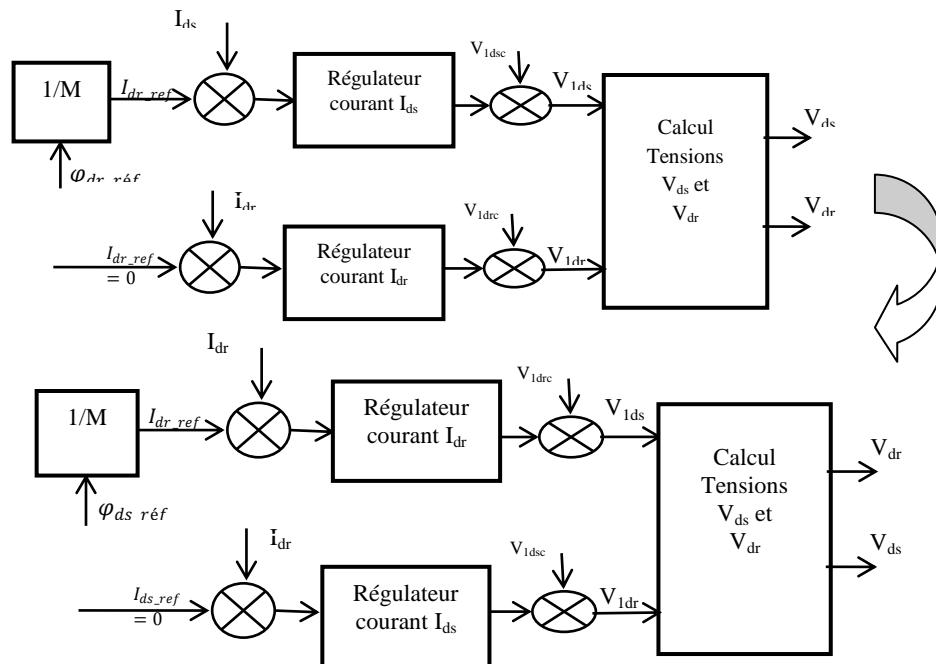 I_ds
V_1dsc
1/M
I_dr_ref
Régulateur
courant I_ds
V_1ds
Calcul
Tensions
V_ds et
V_dr
V_ds
φ_dr_réf
I_dr
V_1drc
V_dr
I_dr_ref
= 0
Régulateur
courant I_dr
V_1dr
I_dr
V_1drc
1/M
I_dr_ref
Régulateur
courant I_dr
V_1ds
Calcul
Tensions
V_ds et
V_dr
V_dr
φ_ds réf
I_dr
V_1dsc
V_ds
I_ds_ref
= 0
Régulateur
courant I_ds
V_1dr